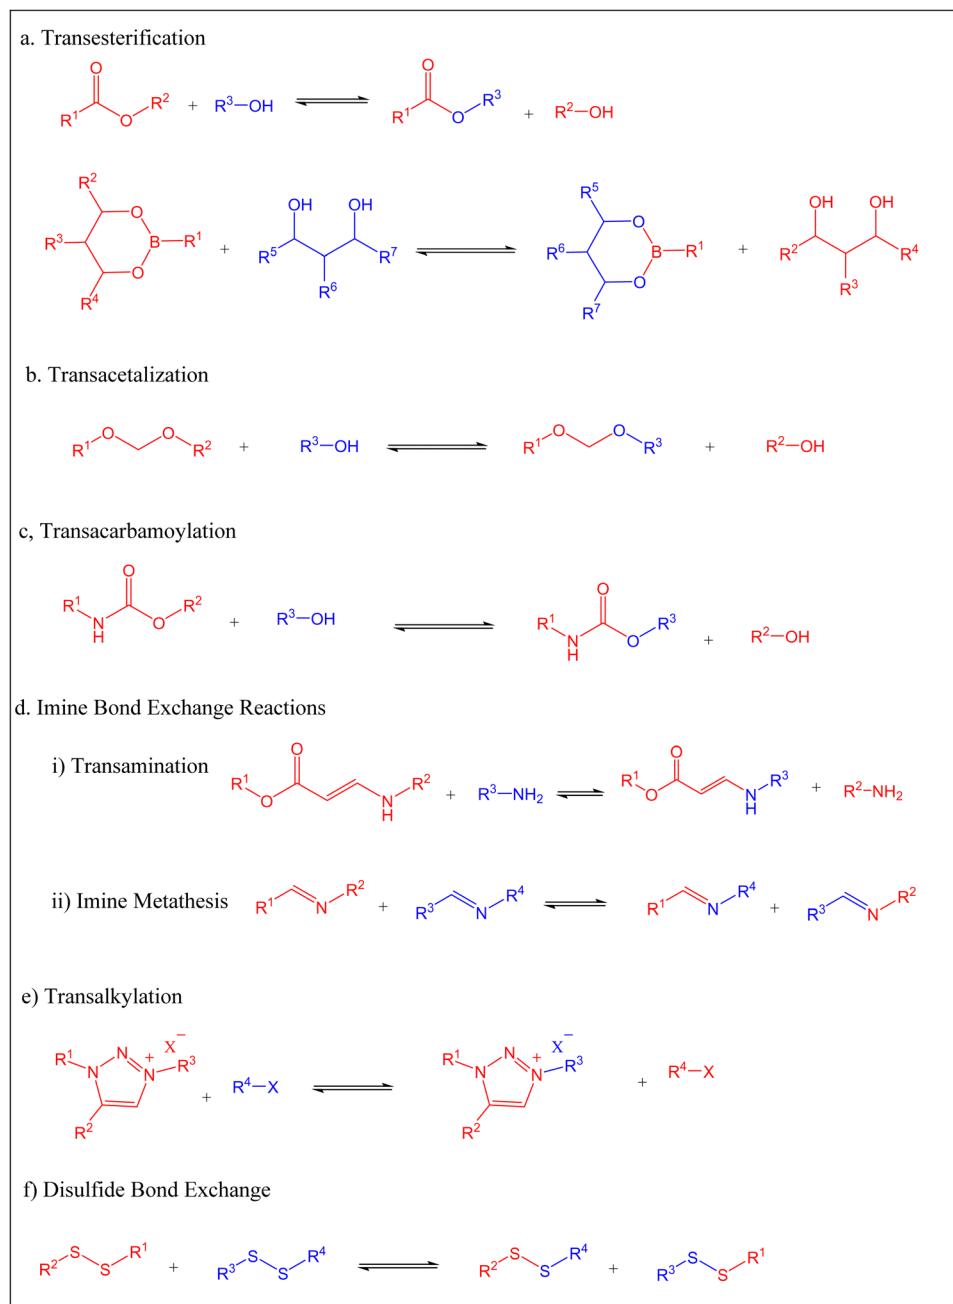 a. Transesterification
O
R¹ O R² + R³—OH R¹ O O R³ + R²—OH
R² R³ R⁴ O O B R¹ + OH OH R⁵ R⁶ R⁷ R⁵ R⁶ R⁷ O O B R¹ + OH OH R² R³ R⁴
b. Transacetalization
R¹ O O R² + R³—OH R¹ O O R³ + R²—OH
c, Transacarbamoylation
R¹ N H O O R² + R³—OH R¹ N H O O R³ + R²—OH
d. Imine Bond Exchange Reactions
i) Transamination
R¹ O O N H R² + R³—NH₂ R¹ O O N H R³ + R²—NH₂
ii) Imine Metathesis
R¹ N R² + R³ N R⁴ R¹ N R⁴ + R³ N R²
e) Transalkylation
R¹ N N N + X⁻ R³ R² + R⁴—X R¹ N N N + X⁻ R³ R² + R⁴—X
f) Disulfide Bond Exchange
R² S S R¹ + R³ S S R⁴ R² S S R⁴ + R³ S S R¹